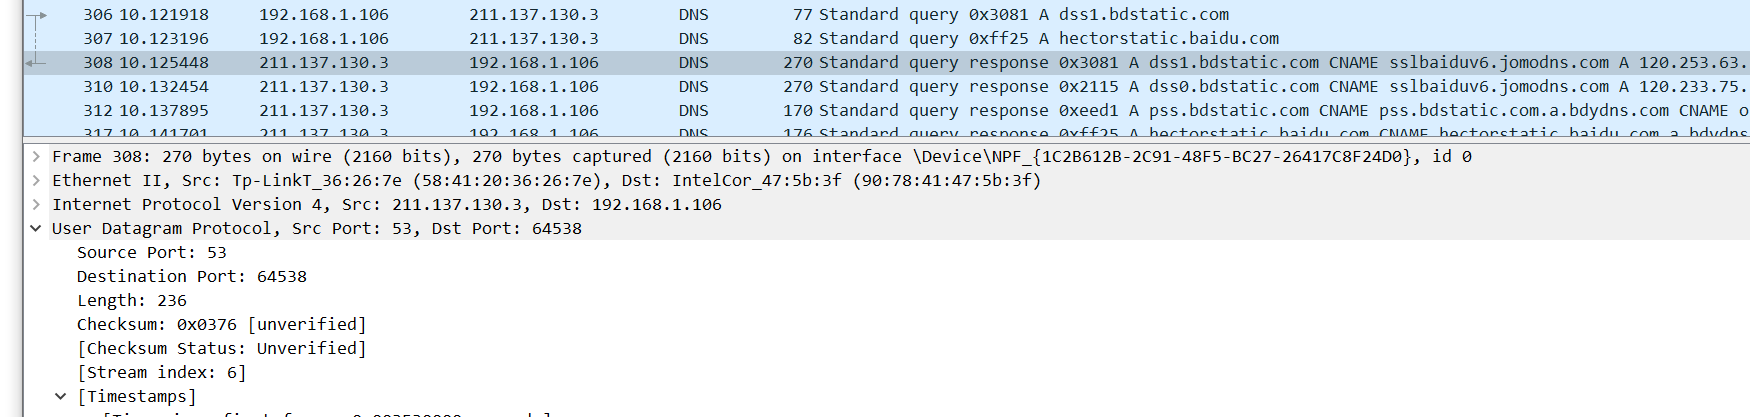 306 10.121918 192.168.1.106 211.137.130.3 DNS 77 Standard query 0x3081 A dss1.bdstatic.com
307 10.123196 192.168.1.106 211.137.130.3 DNS 82 Standard query 0xff25 A hectorstatic.baidu.com
308 10.125448 211.137.130.3 192.168.1.106 DNS 270 Standard query response 0x3081 A dss1.bdstatic.com CNAME sslbaiduv6.jomodns.com A 120.253.63.
310 10.132454 211.137.130.3 192.168.1.106 DNS 270 Standard query response 0x2115 A dss0.bdstatic.com CNAME sslbaiduv6.jomodns.com A 120.233.75.
312 10.137895 211.137.130.3 192.168.1.106 DNS 170 Standard query response 0xeed1 A pss.bdstatic.com CNAME pss.bdstatic.com.a.bdydns.com CNAME o
317 10.141701 211.137.130.3 192.168.1.106 DNS 176 Standard query response 0xff25 A hectorstatic.baidu.com CNAME hectorstatic.baidu.com.a.bdydns
Frame 308: 270 bytes on wire (2160 bits), 270 bytes captured (2160 bits) on interface \Device\NPF_{1C2B612B-2C91-48F5-BC27-26417C8F24D0}, id 0
Ethernet II, Src: Tp-LinkT_36:26:7e (58:41:20:36:26:7e), Dst: IntelCor_47:5b:3f (90:78:41:47:5b:3f)
Internet Protocol Version 4, Src: 211.137.130.3, Dst: 192.168.1.106
User Datagram Protocol, Src Port: 53, Dst Port: 64538
Source Port: 53
Destination Port: 64538
Length: 236
Checksum: 0x0376 [unverified]
[Checksum Status: Unverified]
[Stream index: 6]
[Timestamps]